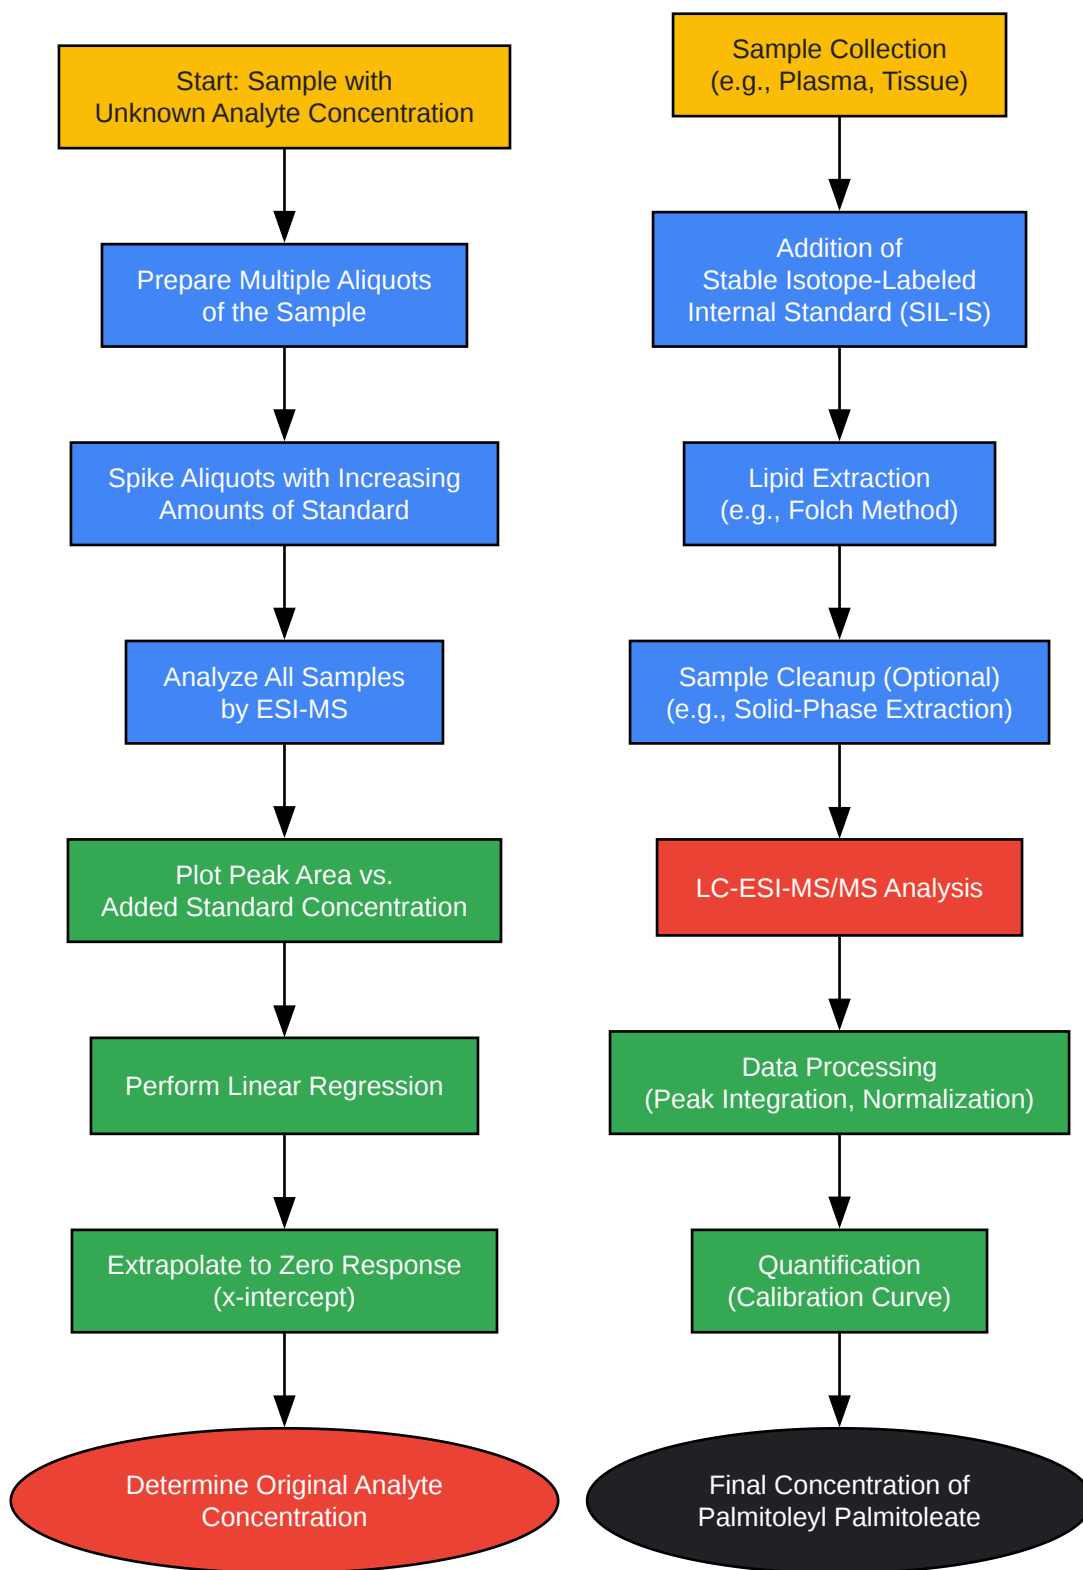 Start: Sample with
Unknown Analyte Concentration
Prepare Multiple Aliquots
of the Sample
Spike Aliquots with Increasing
Amounts of Standard
Analyze All Samples
by ESI-MS
Plot Peak Area vs.
Added Standard Concentration
Perform Linear Regression
Extrapolate to Zero Response
(x-intercept)
Determine Original Analyte
Concentration
Sample Collection
(e.g., Plasma, Tissue)
Addition of
Stable Isotope-Labeled
Internal Standard (SIL-IS)
Lipid Extraction
(e.g., Folch Method)
Sample Cleanup (Optional)
(e.g., Solid-Phase Extraction)
LC-ESI-MS/MS Analysis
Data Processing
(Peak Integration, Normalization)
Quantification
(Calibration Curve)
Final Concentration of
Palmitoleyl Palmitoleate